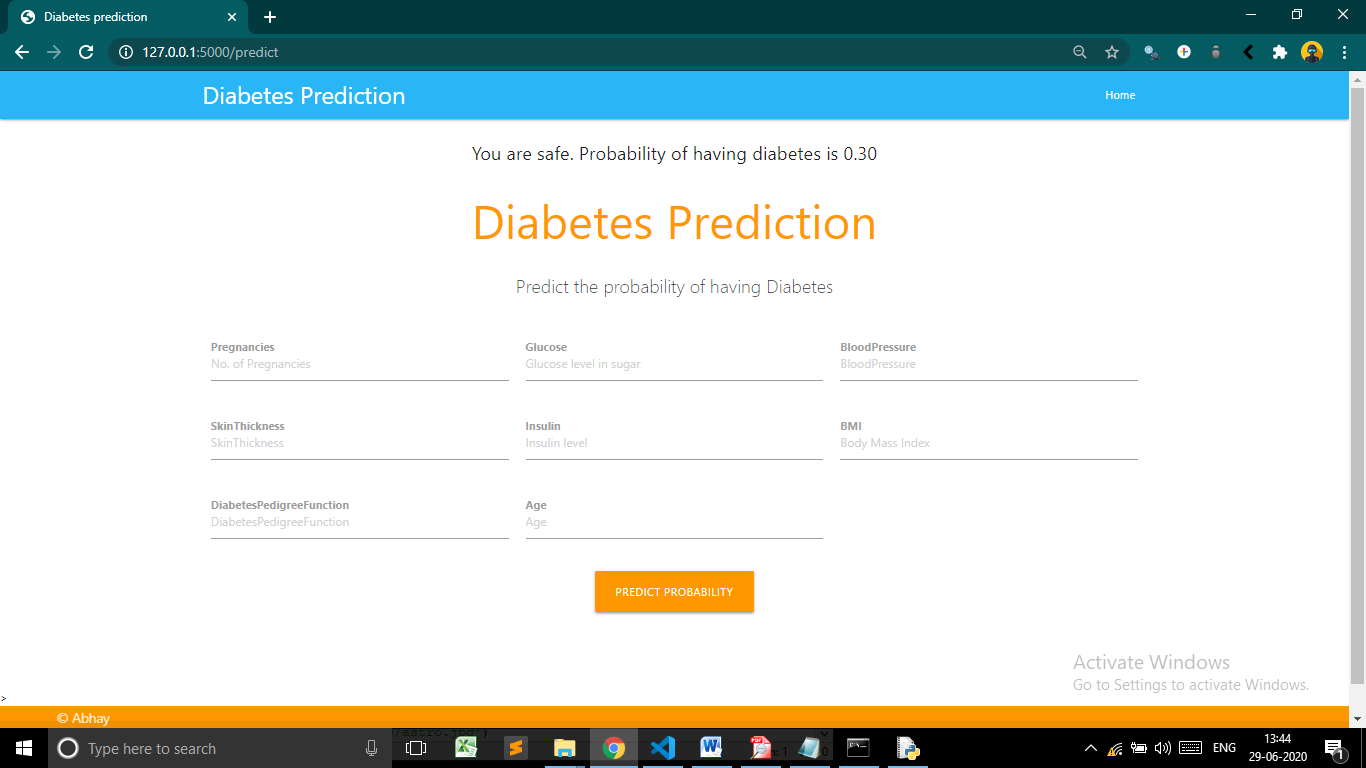 Diabetes prediction
127.0.0.1:5000/predict
Diabetes Prediction
Home
You are safe. Probability of having diabetes is 0.30
Diabetes Prediction
Predict the probability of having Diabetes
Pregnancies
No. of Pregnancies
Glucose
Glucose level in sugar
BloodPressure
BloodPressure
SkinThickness
SkinThickness
Insulin
Insulin level
BMI
Body Mass Index
DiabetesPedigreeFunction
DiabetesPedigreeFunction
Age
Age
PREDICT PROBABILITY
Activate Windows
Go to Settings to activate Windows.
>
© Abhay
Type here to search
ENG
13:44
29-06-2020
1